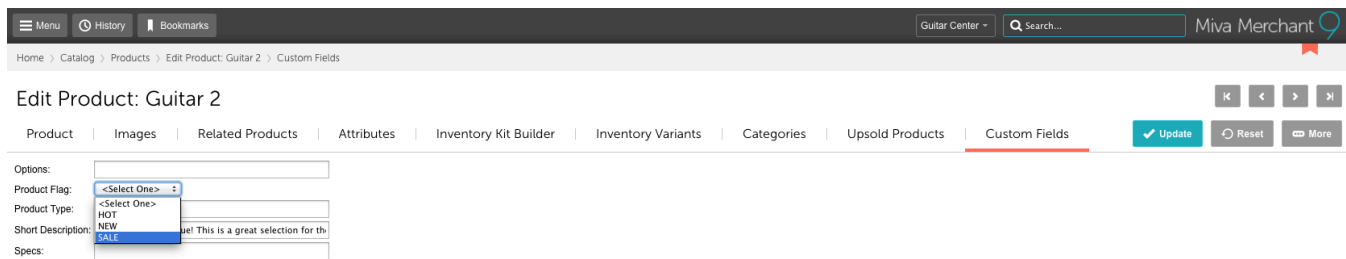 Menu History Bookmarks Guitar Center Search... Miva Merchant 9
Home > Catalog > Products > Edit Product: Guitar 2 > Custom Fields
Edit Product: Guitar 2
Product | Images | Related Products | Attributes | Inventory Kit Builder | Inventory Variants | Categories | Upsold Products | Custom Fields Update Reset More
Options:
Product Flag: <Select One>
<Select One>
Product Type:
HOT
NEW
Short Description: ue! This is a great selection for the
SALE
Specs: